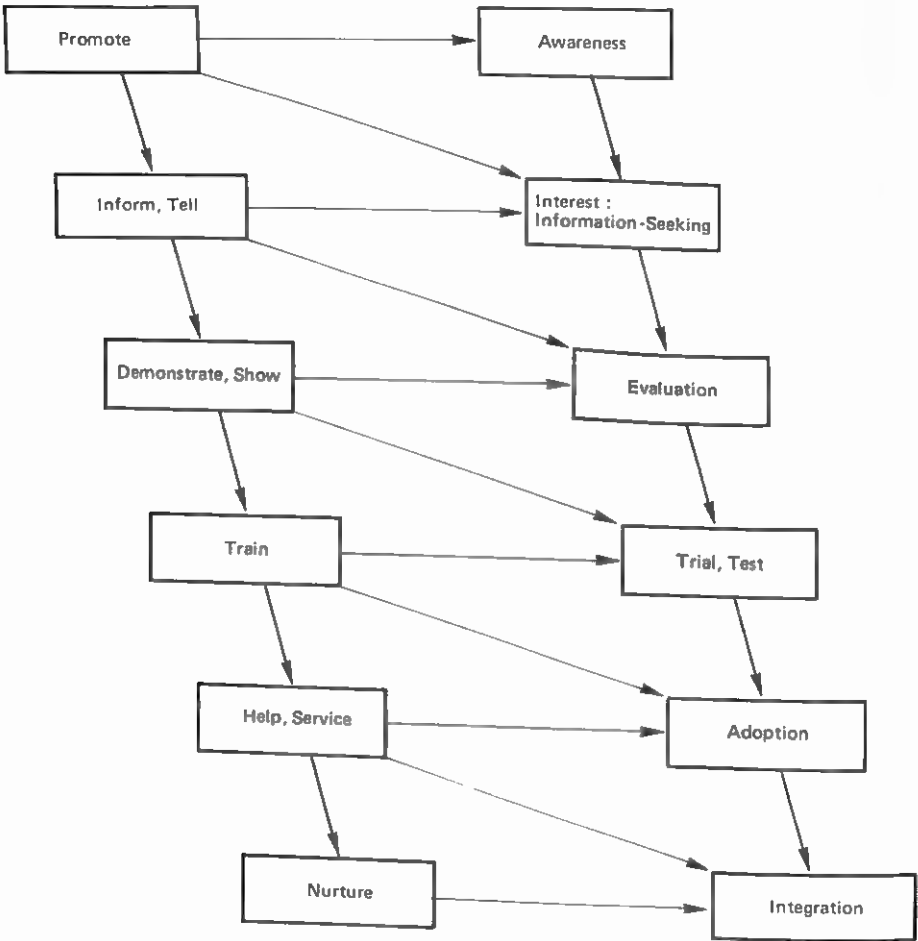 Promote
Awareness
Inform, Tell
Interest :
Information-Seeking
Demonstrate, Show
Evaluation
Train
Trial, Test
Help, Service
Adoption
Nurture
Integration